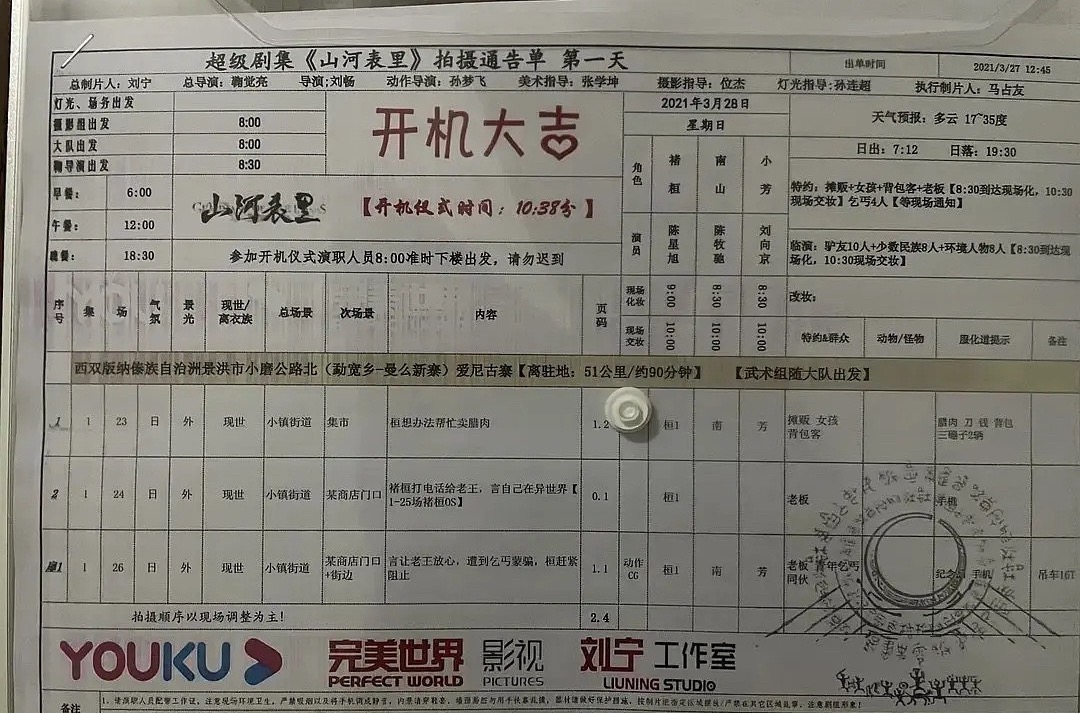 超级剧集《山河表里》拍摄通告单 第一天
出单时间 2021/3/27 12:45
总制片人：刘宁 总导演：鞠觉亮 导演：刘畅 动作导演：孙梦飞 美术指导：张学坤 摄影指导：位杰 灯光指导：孙连超 执行制片人：马占友
灯光、场务出发
摄影组出发 8:00
大队出发 8:00
鞠导演出发 8:30
开机大吉
2021年3月28日
星期日
天气预报：多云 17~35度
日出：7:12 日落：19:30
早餐： 6:00
午餐： 12:00
晚餐： 18:30
山河表里
【开机仪式时间：10:38分】
参加开机仪式演职人员8:00准时下楼出发，请勿迟到
角色 褚桓 南山 小芳
演员 陈星旭 陈牧驰 刘向京
现场化妆 9:00 8:30 8:30
现场交妆 10:00 10:00 10:00
特约：摊贩+女孩+背包客+老板【8:30到达现场化，10:30
现场交妆】乞丐4人【等现场通知】
临演：驴友10人+少数民族8人+环境人物8人【8:30到达现
场化，10:30现场交妆】
改妆：
序号 集 场 气氛 景光 现世/离衣族 总场景 次场景 内容 页码 特约&群众 动物/怪物 服化道提示 备注
西双版纳傣族自治洲景洪市小磨公路北（勐宽乡-曼么新寨）爱尼古寨【离驻地：51公里/约90分钟】 【武术组随大队出发】
1 1 23 日 外 现世 小镇街道 集市 桓想办法帮忙卖腊肉 1.2 桓1 南 芳 摊贩 女孩
背包客 腊肉 刀 钱 背包
三蹦子2辆
2 1 24 日 外 现世 小镇街道 某商店门口 褚桓打电话给老王，言自己在异世界【
1-25场褚桓OS】 0.1 桓1 老板 手机
1 26 日 外 现世 小镇街道 某商店门口
+街边 言让老王放心，遭到乞丐蒙骗，桓赶紧
阻止 1.1 动作
CG 桓1 南 芳 老板 青年乞丐
同伙 手机 吊车16T
拍摄顺序以现场调整为主！ 2.4
YOUKU 完美世界 影视 刘宁工作室
PERFECT WORLD PICTURES LIUNING STUDIO
备注